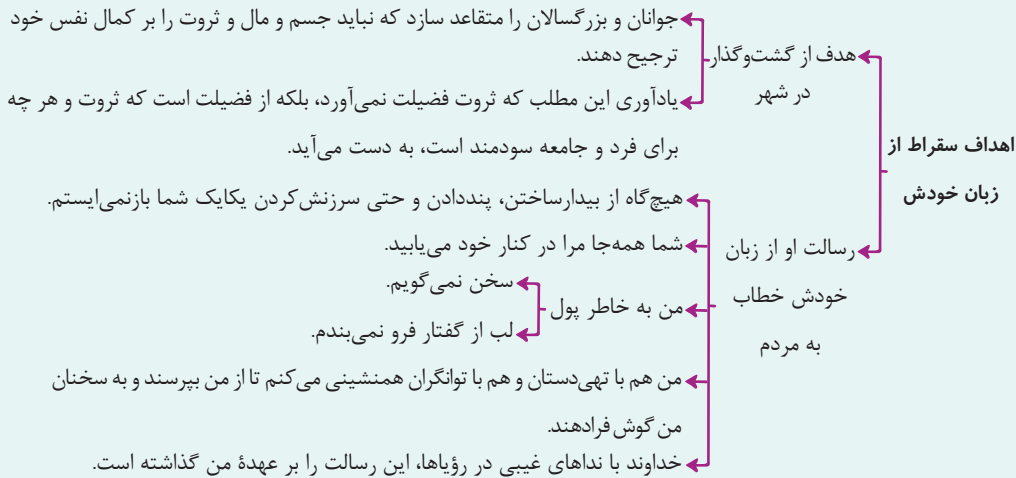 اهداف سقراط از
زبان خودش
هدف از گشت‌وگذار
در شهر
جوانان و بزرگسالان را متقاعد سازد که نباید جسم و مال و ثروت را بر کمال نفس خود
ترجیح دهند.
یادآوری این مطلب که ثروت فضیلت نمی‌آورد، بلکه از فضیلت است که ثروت و هر چه
برای فرد و جامعه سودمند است، به دست می‌آید.
رسالت او از زبان
خودش خطاب
به مردم
هیچ‌گاه از بیدارساختن، پنددادن و حتی سرزنش‌کردن یکایک شما بازنمی‌ایستم.
شما همه‌جا مرا در کنار خود می‌یابید.
من به خاطر پول
سخن نمی‌گویم.
لب از گفتار فرو نمی‌بندم.
من هم با تهی‌دستان و هم با توانگران همنشینی می‌کنم تا از من بپرسند و به سخنان
من گوش فرادهند.
خداوند با نداهای غیبی در رؤیاها، این رسالت را بر عهدهٔ من گذاشته است.